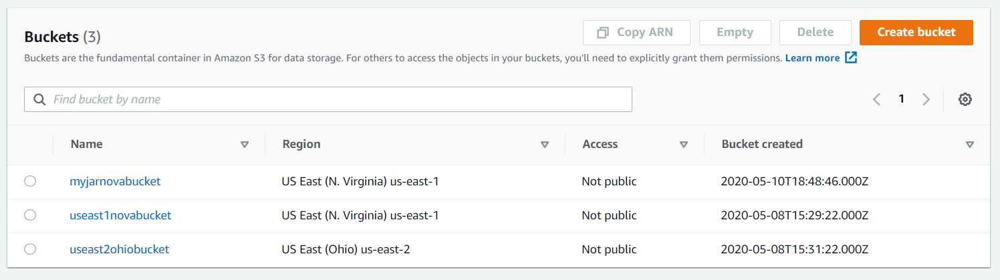 Buckets (3)
Copy ARN
Empty
Delete
Create bucket
Buckets are the fundamental container in Amazon S3 for data storage. For others to access the objects in your buckets, you'll need to explicitly grant them permissions. Learn more
Find bucket by name
1
Name Region Access Bucket created
myjarnovabucket US East (N. Virginia) us-east-1 Not public 2020-05-10T18:48:46.000Z
useast1novabucket US East (N. Virginia) us-east-1 Not public 2020-05-08T15:29:22.000Z
useast2ohiobucket US East (Ohio) us-east-2 Not public 2020-05-08T15:31:22.000Z